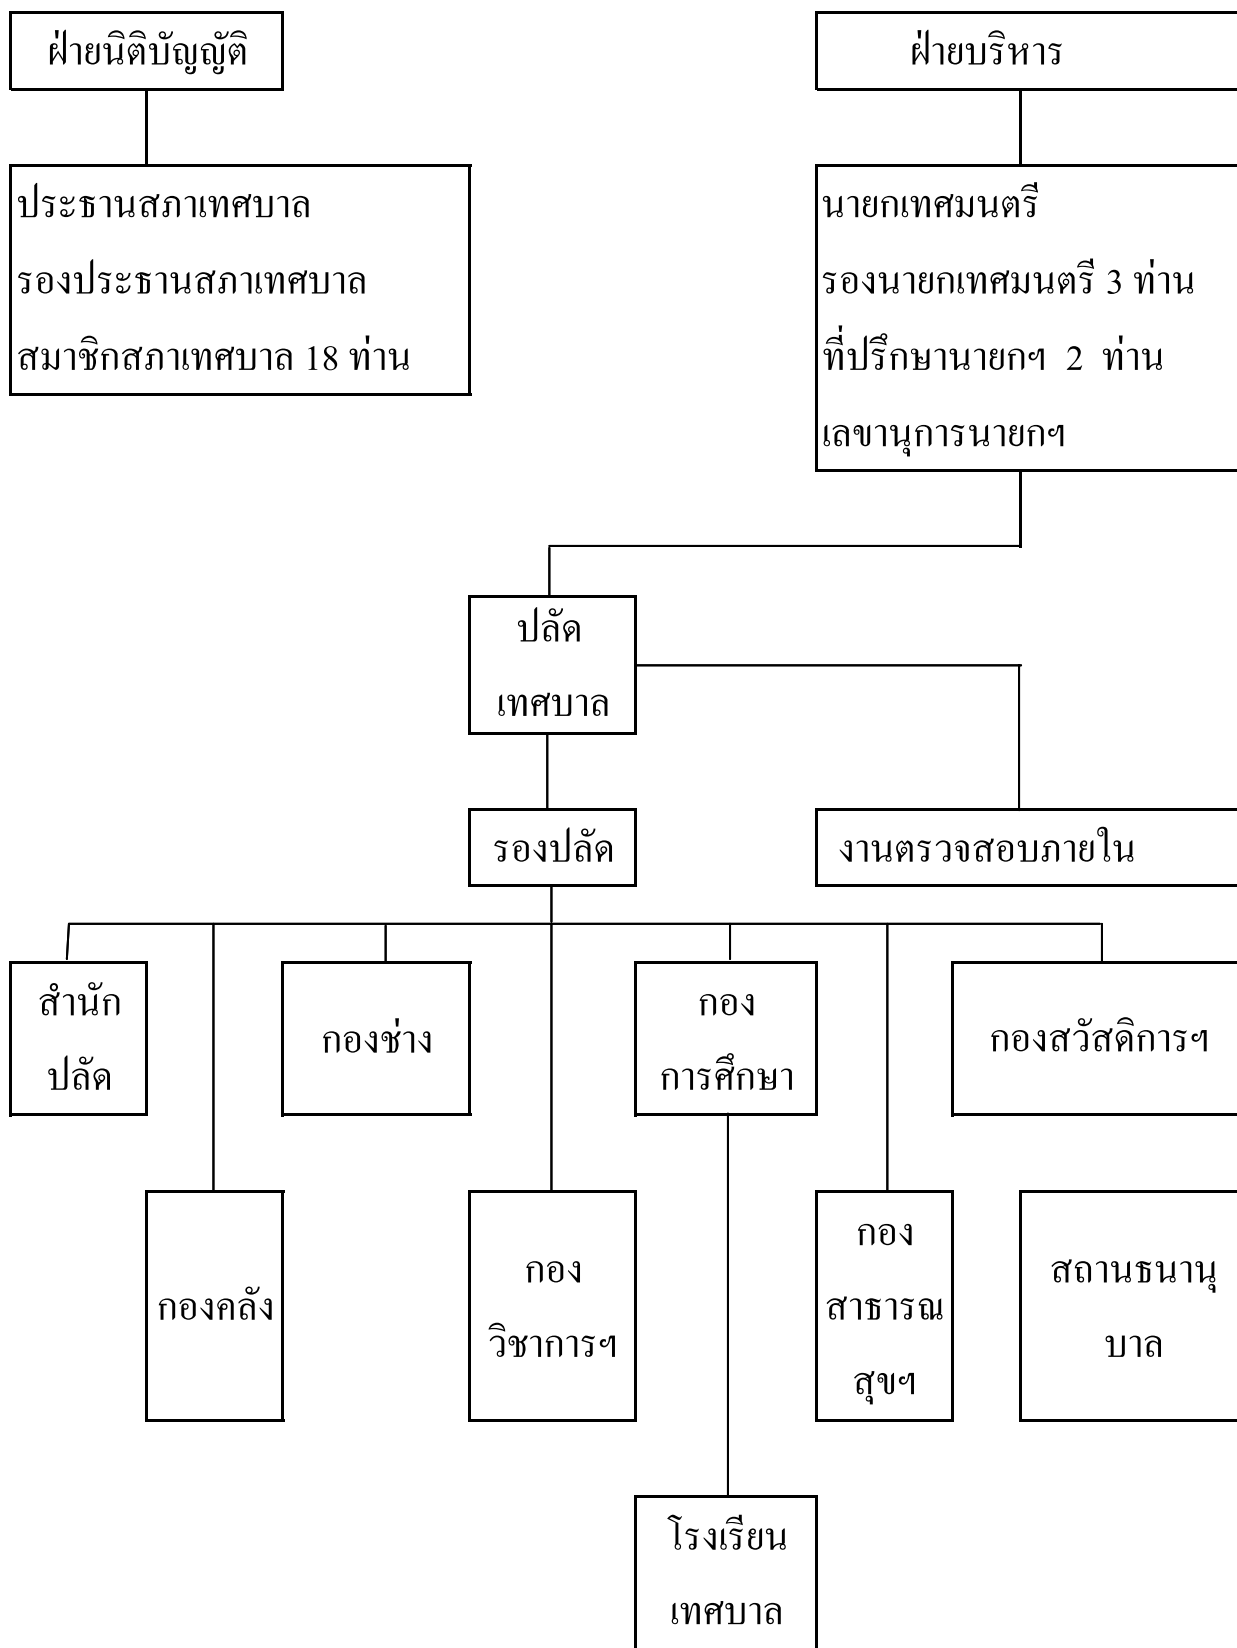 ฝ่ายนิติบัญญัติ
ฝ่ายบริหาร
ประธานสภาเทศบาล
รองประธานสภาเทศบาล
สมาชิกสภาเทศบาล 18 ท่าน
นายกเทศมนตรี
รองนายกเทศมนตรี 3 ท่าน
ที่ปรึกษานายกฯ 2 ท่าน
เลขานุการนายกฯ
ปลัด
เทศบาล
รองปลัด
งานตรวจสอบภายใน
สำนัก
ปลัด
กองช่าง
กอง
การศึกษา
กองสวัสดิการฯ
กองคลัง
กอง
วิชาการฯ
กอง
สาธารณ
สุขฯ
สถานธนานุ
บาล
โรงเรียน
เทศบาล